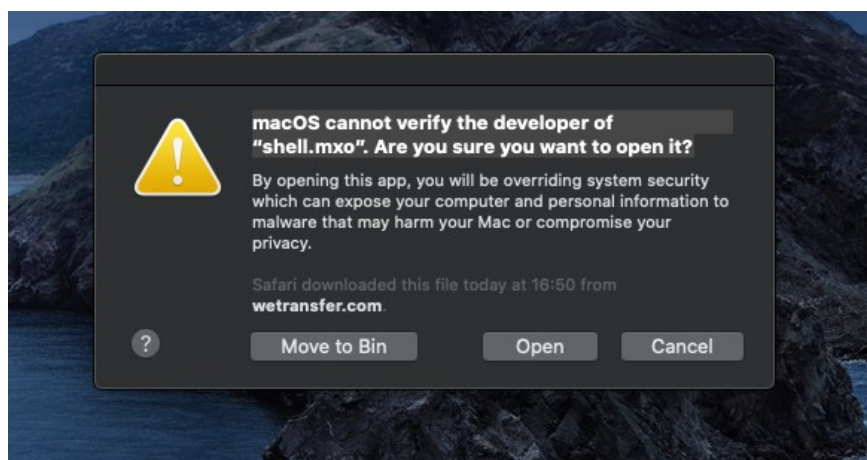 macOS cannot verify the developer of
“shell.mxo”. Are you sure you want to open it?
By opening this app, you will be overriding system security
which can expose your computer and personal information to
malware that may harm your Mac or compromise your
privacy.
Safari downloaded this file today at 16:50 from
wetransfer.com.
? Move to Bin Open Cancel